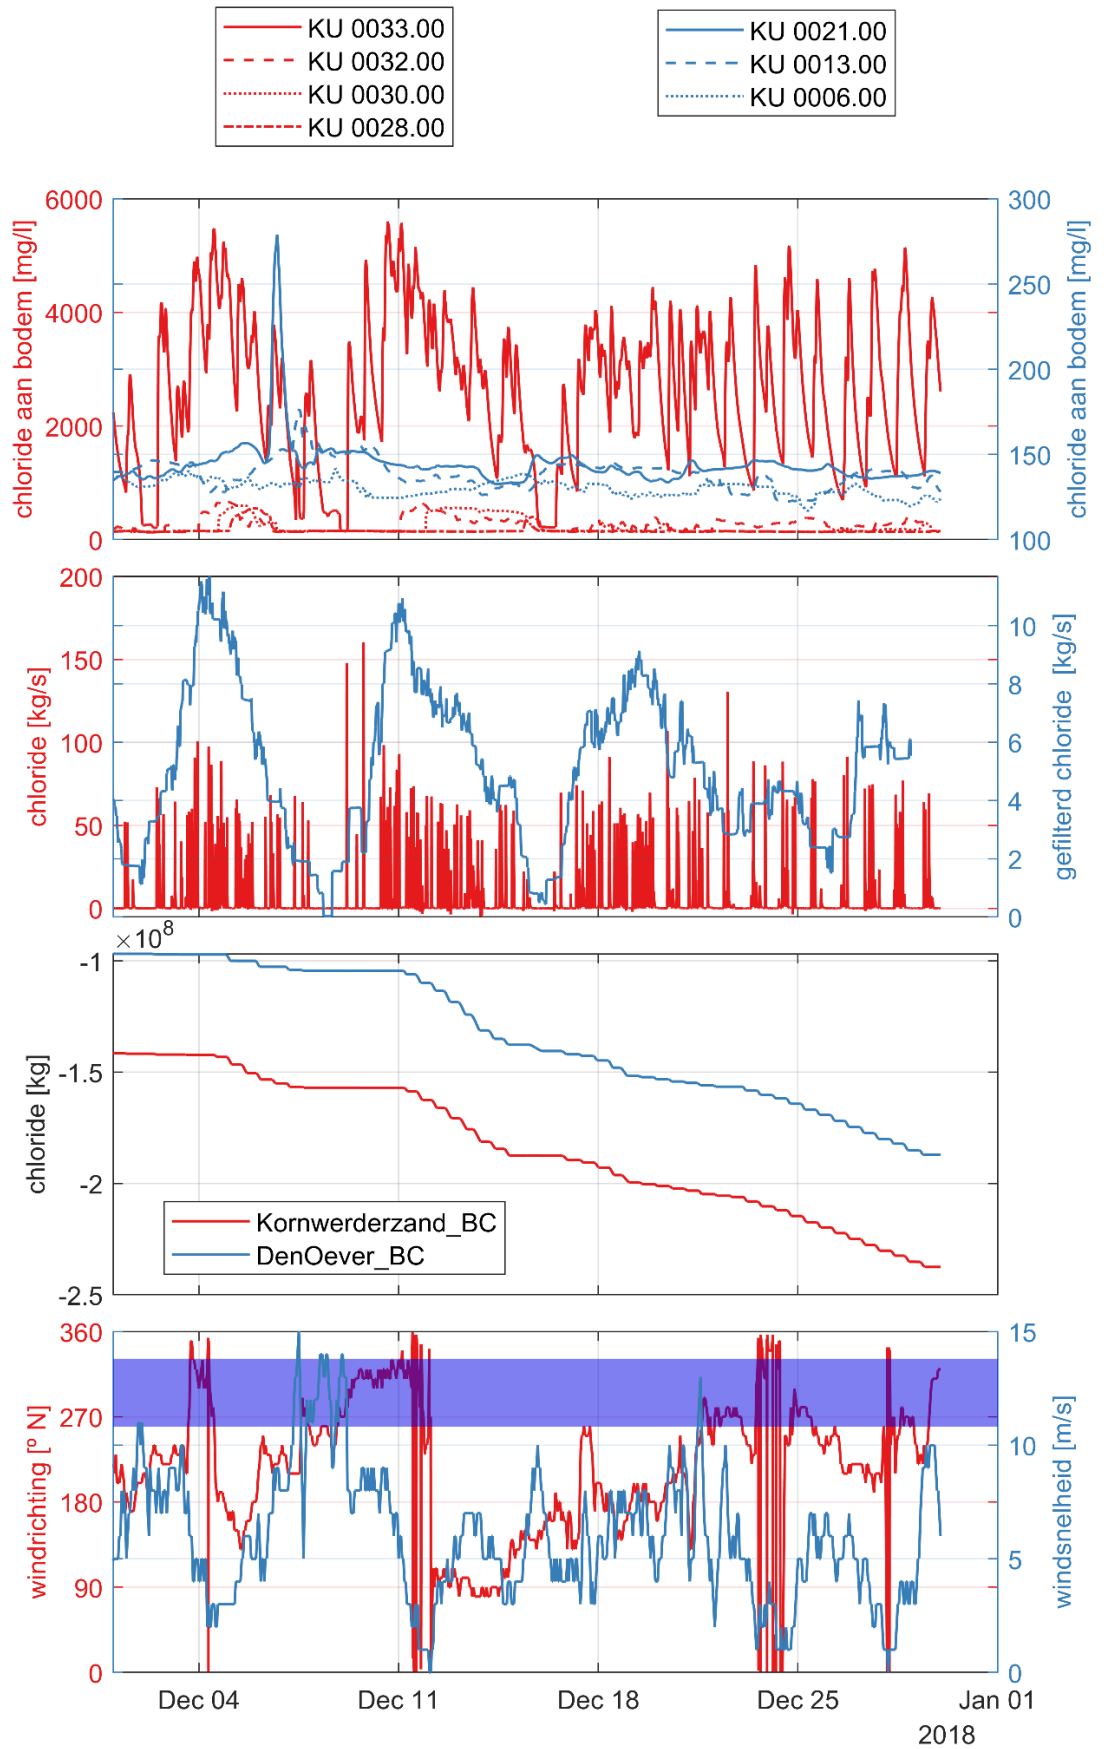 KU 0033.00
KU 0032.00
KU 0030.00
KU 0028.00
KU 0021.00
KU 0013.00
KU 0006.00
6000
4000
2000
0
chloride aan bodem [mg/l]
300
250
200
150
100
chloride aan bodem [mg/l]
200
150
100
50
0
chloride [kg/s]
10
8
6
4
2
0
gefilterd chloride [kg/s]
×10^8
-1
-1.5
-2
-2.5
chloride [kg]
Kornwerderzand_BC
DenOever_BC
360
270
180
90
0
windrichting [° N]
15
10
5
0
windsnelheid [m/s]
Dec 04
Dec 11
Dec 18
Dec 25
Jan 01
2018